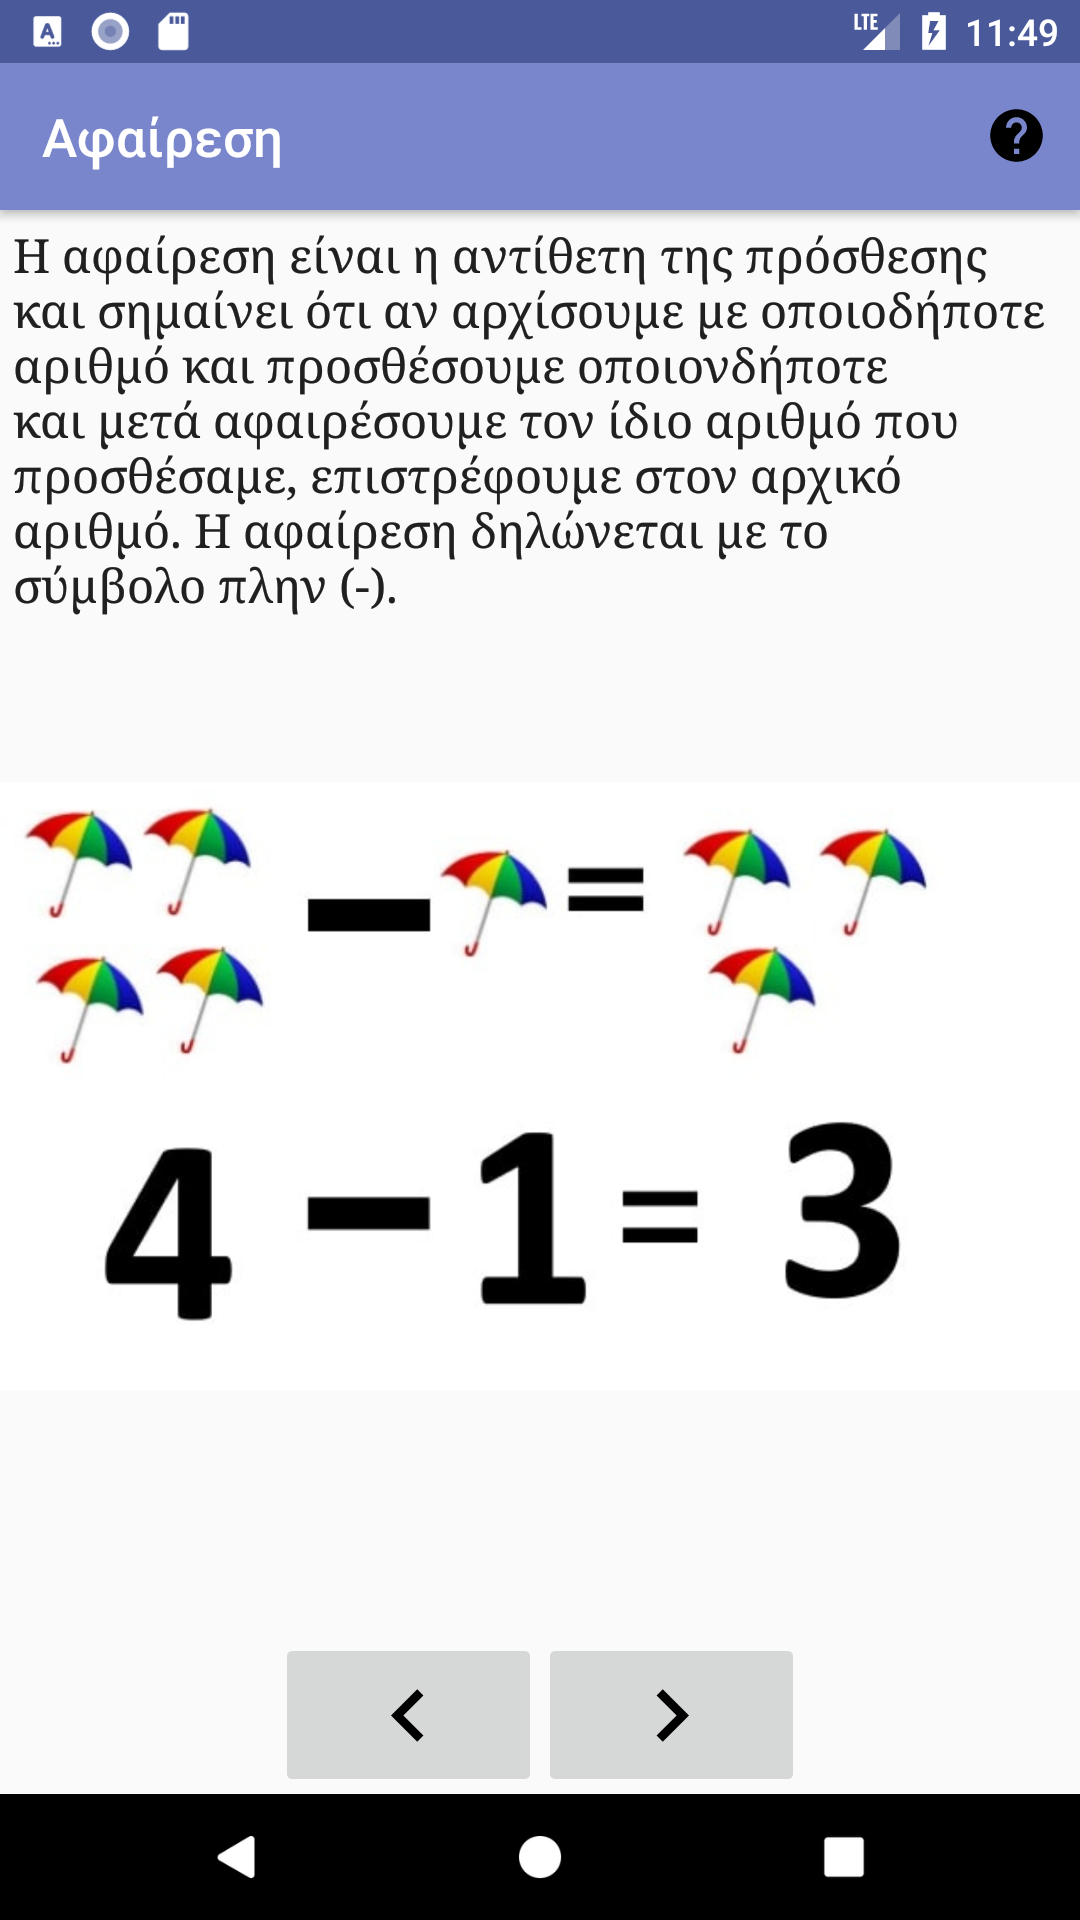 LTE 11:49
Αφαίρεση
Η αφαίρεση είναι η αντίθετη της πρόσθεσης
και σημαίνει ότι αν αρχίσουμε με οποιοδήποτε
αριθμό και προσθέσουμε οποιονδήποτε
και μετά αφαιρέσουμε τον ίδιο αριθμό που
προσθέσαμε, επιστρέφουμε στον αρχικό
αριθμό. Η αφαίρεση δηλώνεται με το
σύμβολο πλην (-).
− =
4 − 1 = 3